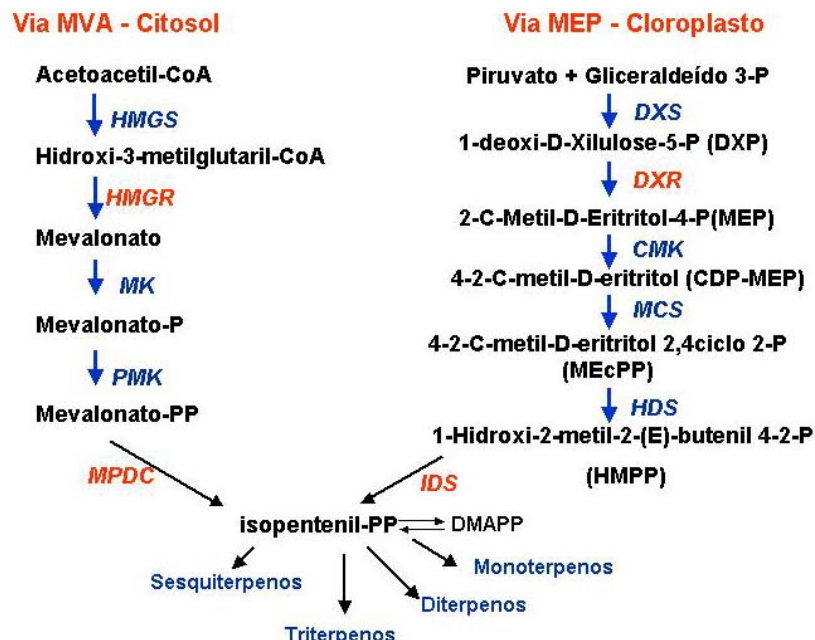 Via MVA - Citosol
Acetoacetil-CoA
HMGS
Hidroxi-3-metilglutaril-CoA
HMGR
Mevalonato
MK
Mevalonato-P
PMK
Mevalonato-PP
MPDC
Via MEP - Cloroplasto
Piruvato + Gliceraldeído 3-P
DXS
1-deoxi-D-Xilulose-5-P (DXP)
DXR
2-C-Metil-D-Eritritol-4-P(MEP)
CMK
4-2-C-metil-D-eritritol (CDP-MEP)
MCS
4-2-C-metil-D-eritritol 2,4ciclo 2-P
(MEcPP)
HDS
1-Hidroxi-2-metil-2-(E)-butenil 4-2-P
(HMPP)
IDS
isopentenil-PP
DMAPP
Sesquiterpenos
Triterpenos
Diterpenos
Monoterpenos